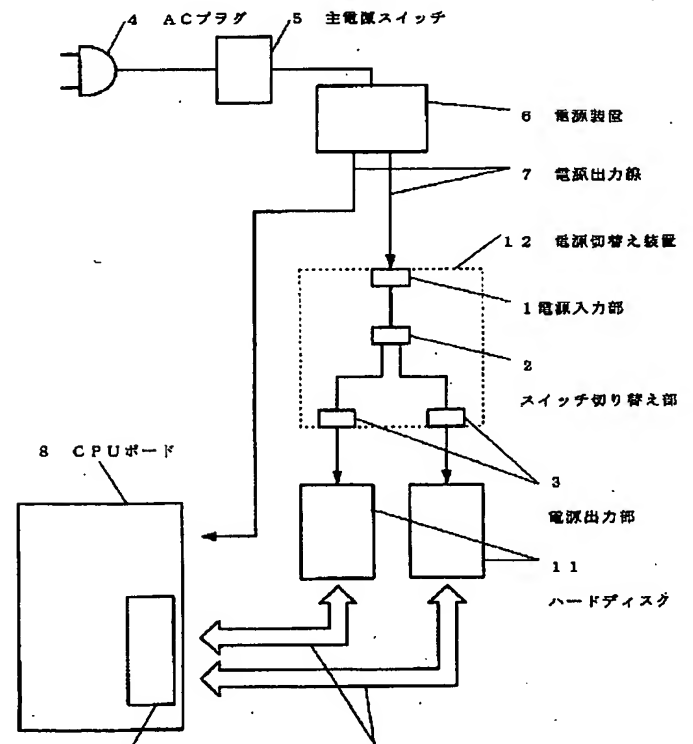 4 ACプラグ
5 主電源スイッチ
6 電源装置
7 電源出力線
12 電源切替え装置
1 電源入力部
2
スイッチ切り替え部
8 CPUボード
3
電源出力部
11
ハードディスク